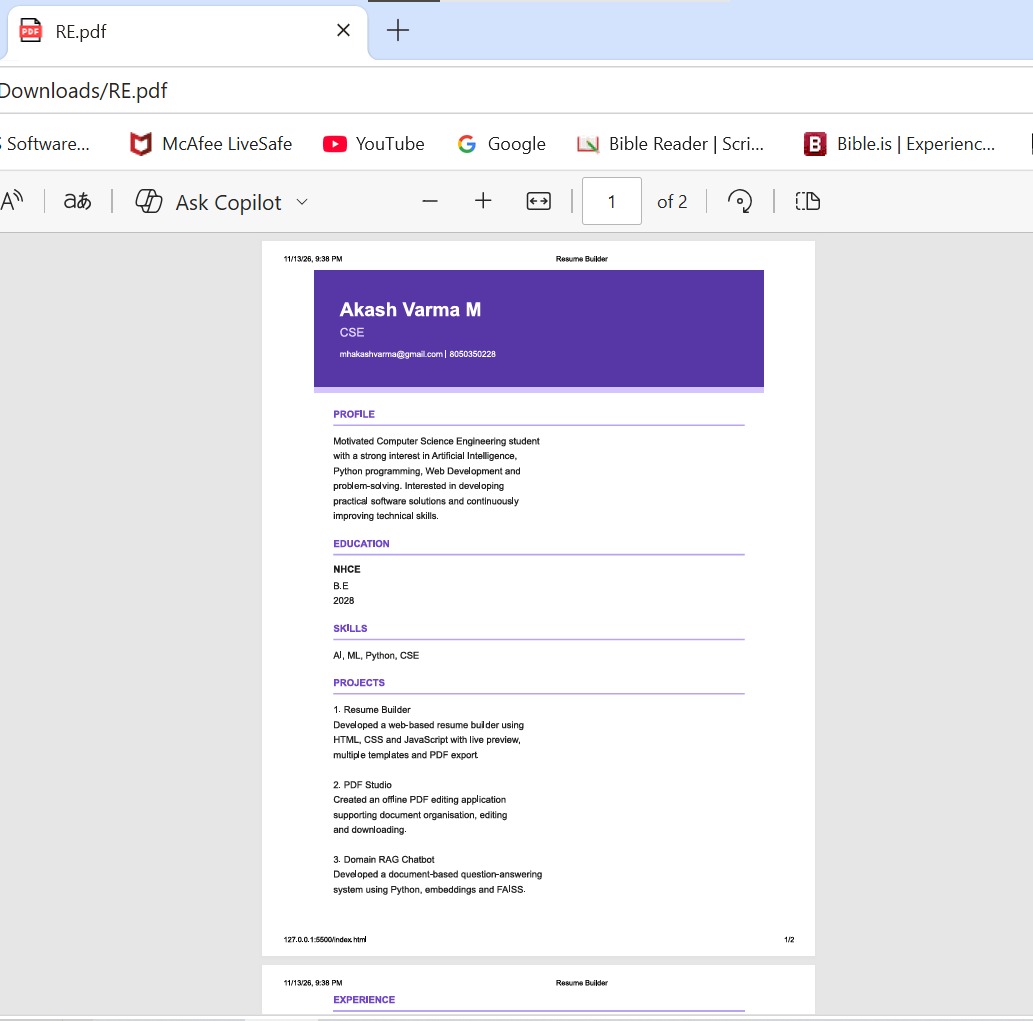 RE.pdf
Downloads/RE.pdf
Software...
McAfee LiveSafe
YouTube
Google
Bible Reader | Scri...
Bible.is | Experienc...
Ask Copilot
1
of 2
11/13/26, 9:38 PM
Resume Builder
Akash Varma M
CSE
mhakashvarma@gmail.com | 8050350228
PROFILE
Motivated Computer Science Engineering student
with a strong interest in Artificial Intelligence,
Python programming, Web Development and
problem-solving. Interested in developing
practical software solutions and continuously
improving technical skills.
EDUCATION
NHCE
B.E
2028
SKILLS
AI, ML, Python, CSE
PROJECTS
1. Resume Builder
Developed a web-based resume builder using
HTML, CSS and JavaScript with live preview,
multiple templates and PDF export.
2. PDF Studio
Created an offline PDF editing application
supporting document organisation, editing
and downloading.
3. Domain RAG Chatbot
Developed a document-based question-answering
system using Python, embeddings and FAISS.
127.0.0.1:5500/index.html
1/2
11/13/26, 9:38 PM
Resume Builder
EXPERIENCE